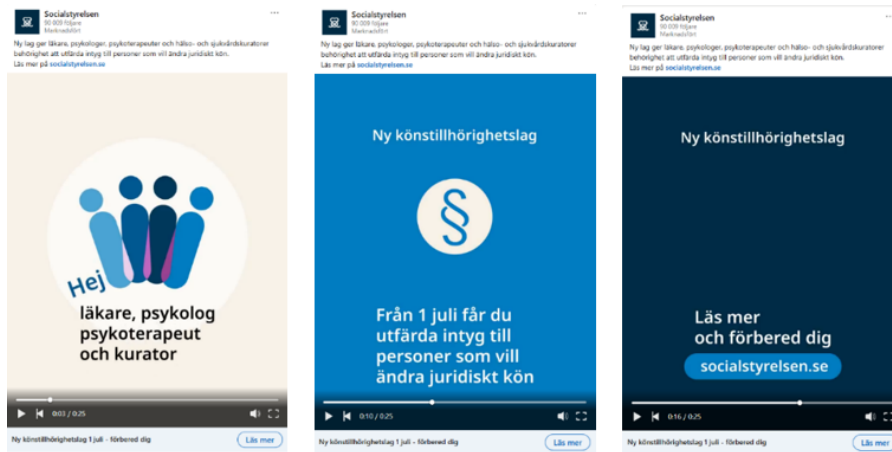 Socialstyrelsen
90 009 följare
Marknadsfört
Ny lag ger läkare, psykologer, psykoterapeuter och hälso- och sjukvårdskuratorer
behörighet att utfärda intyg till personer som vill ändra juridiskt kön.
Läs mer på socialstyrelsen.se
Hej
läkare, psykolog
psykoterapeut
och kurator
0:03 / 0:25
Ny könstillhörighetslag 1 juli - förbered dig
Läs mer
Socialstyrelsen
90 009 följare
Marknadsfört
Ny lag ger läkare, psykologer, psykoterapeuter och hälso- och sjukvårdskuratorer
behörighet att utfärda intyg till personer som vill ändra juridiskt kön.
Läs mer på socialstyrelsen.se
Ny könstillhörighetslag
§
Från 1 juli får du
utfärda intyg till
personer som vill
ändra juridiskt kön
0:10 / 0:25
Ny könstillhörighetslag 1 juli - förbered dig
Läs mer
Socialstyrelsen
90 009 följare
Marknadsfört
Ny lag ger läkare, psykologer, psykoterapeuter och hälso- och sjukvårdskuratorer
behörighet att utfärda intyg till personer som vill ändra juridiskt kön.
Läs mer på socialstyrelsen.se
Ny könstillhörighetslag
Läs mer
och förbered dig
socialstyrelsen.se
0:16 / 0:25
Ny könstillhörighetslag 1 juli - förbered dig
Läs mer